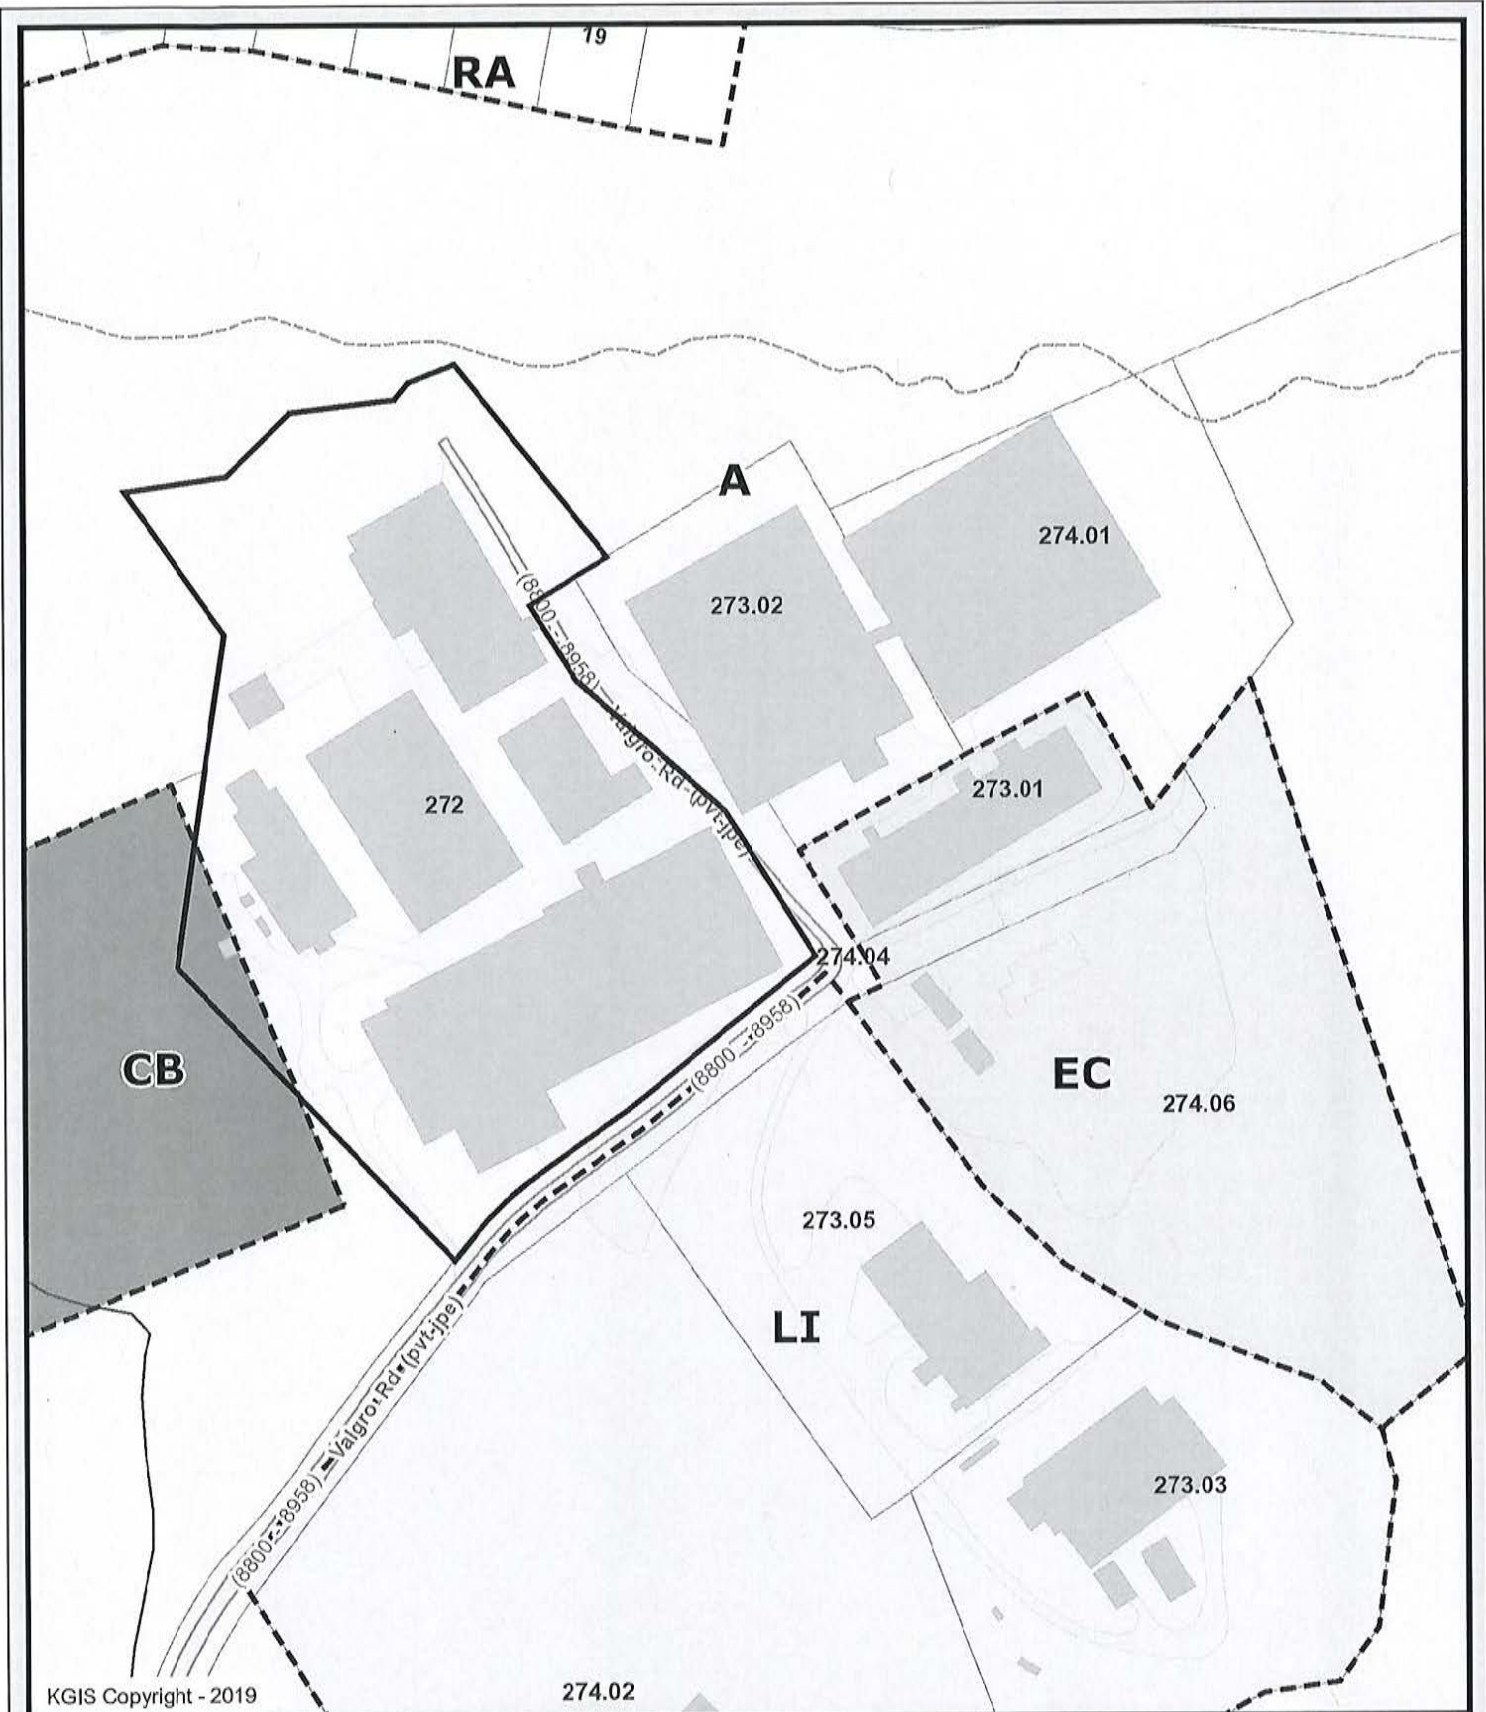 19
RA
A
274.01
273.02
(8800 - 8958)
Valgro Rd (pvt-jpe)
273.01
272
274.04
(8800 - 8958)
CB
EC
274.06
273.05
LI
Valgro Rd (pvt-jpe)
273.03
(8800 - 8958)
274.02
KGIS Copyright - 2019